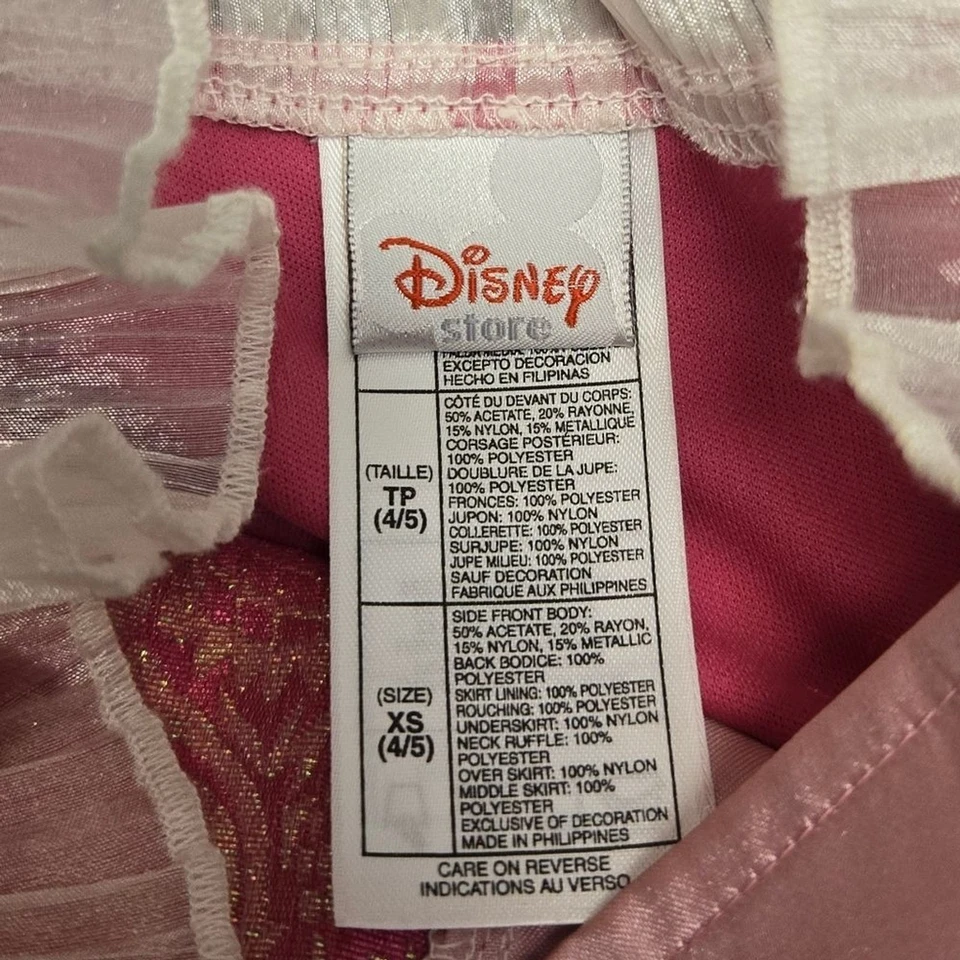 Disney
store
EXCEPTO DECORACION
HECHO EN FILIPINAS
(TAILLE)
TP
(4/5)
CÔTÉ DU DEVANT DU CORPS:
50% ACETATE, 20% RAYONNE,
15% NYLON, 15% METALLIQUE
CORSAGE POSTÉRIEUR:
100% POLYESTER
DOUBLURE DE LA JUPE:
100% POLYESTER
FRONCES: 100% POLYESTER
JUPON: 100% NYLON
COLLERETTE: 100% POLYESTER
SURJUPE: 100% NYLON
JUPE MILIEU: 100% POLYESTER
SAUF DECORATION
FABRIQUE AUX PHILIPPINES
(SIZE)
XS
(4/5)
SIDE FRONT BODY:
50% ACETATE, 20% RAYON,
15% NYLON, 15% METALLIC
BACK BODICE: 100%
POLYESTER
SKIRT LINING: 100% POLYESTER
ROUCHING: 100% POLYESTER
UNDERSKIRT: 100% NYLON
NECK RUFFLE: 100%
POLYESTER
OVER SKIRT: 100% NYLON
MIDDLE SKIRT: 100%
POLYESTER
EXCLUSIVE OF DECORATION
MADE IN PHILIPPINES
CARE ON REVERSE
INDICATIONS AU VERSO